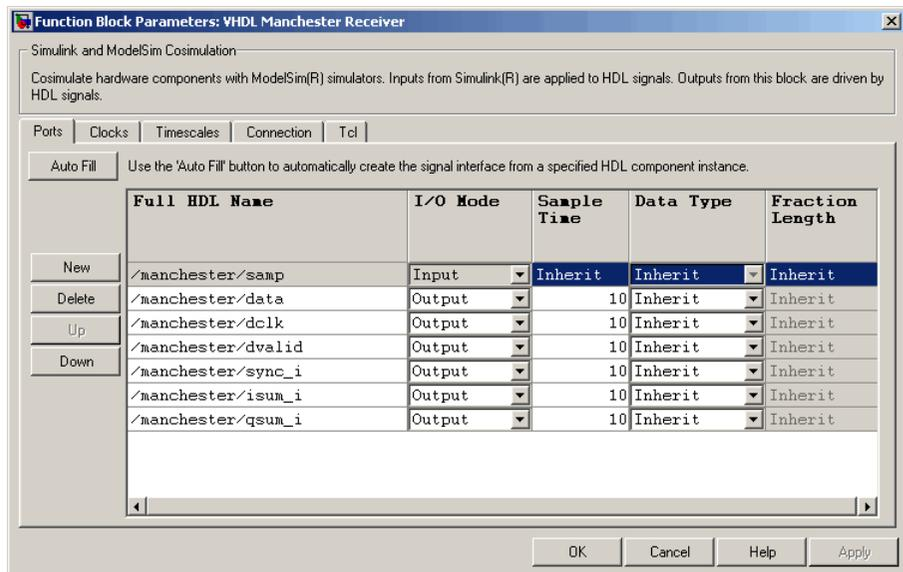 Function Block Parameters: VHDL Manchester Receiver
Simulink and ModelSim Cosimulation
Cosimulate hardware components with ModelSim(R) simulators. Inputs from Simulink(R) are applied to HDL signals. Outputs from this block are driven by
HDL signals.
Ports Clocks Timescales Connection Tcl
Auto Fill Use the 'Auto Fill' button to automatically create the signal interface from a specified HDL component instance.
Full HDL Name I/O Mode Sample Time Data Type Fraction Length
New
Delete
Up
Down
/manchester/samp Input Inherit Inherit Inherit
/manchester/data Output 10 Inherit Inherit
/manchester/dclk Output 10 Inherit Inherit
/manchester/dvalid Output 10 Inherit Inherit
/manchester/sync_i Output 10 Inherit Inherit
/manchester/isum_i Output 10 Inherit Inherit
/manchester/qsum_i Output 10 Inherit Inherit
OK Cancel Help Apply